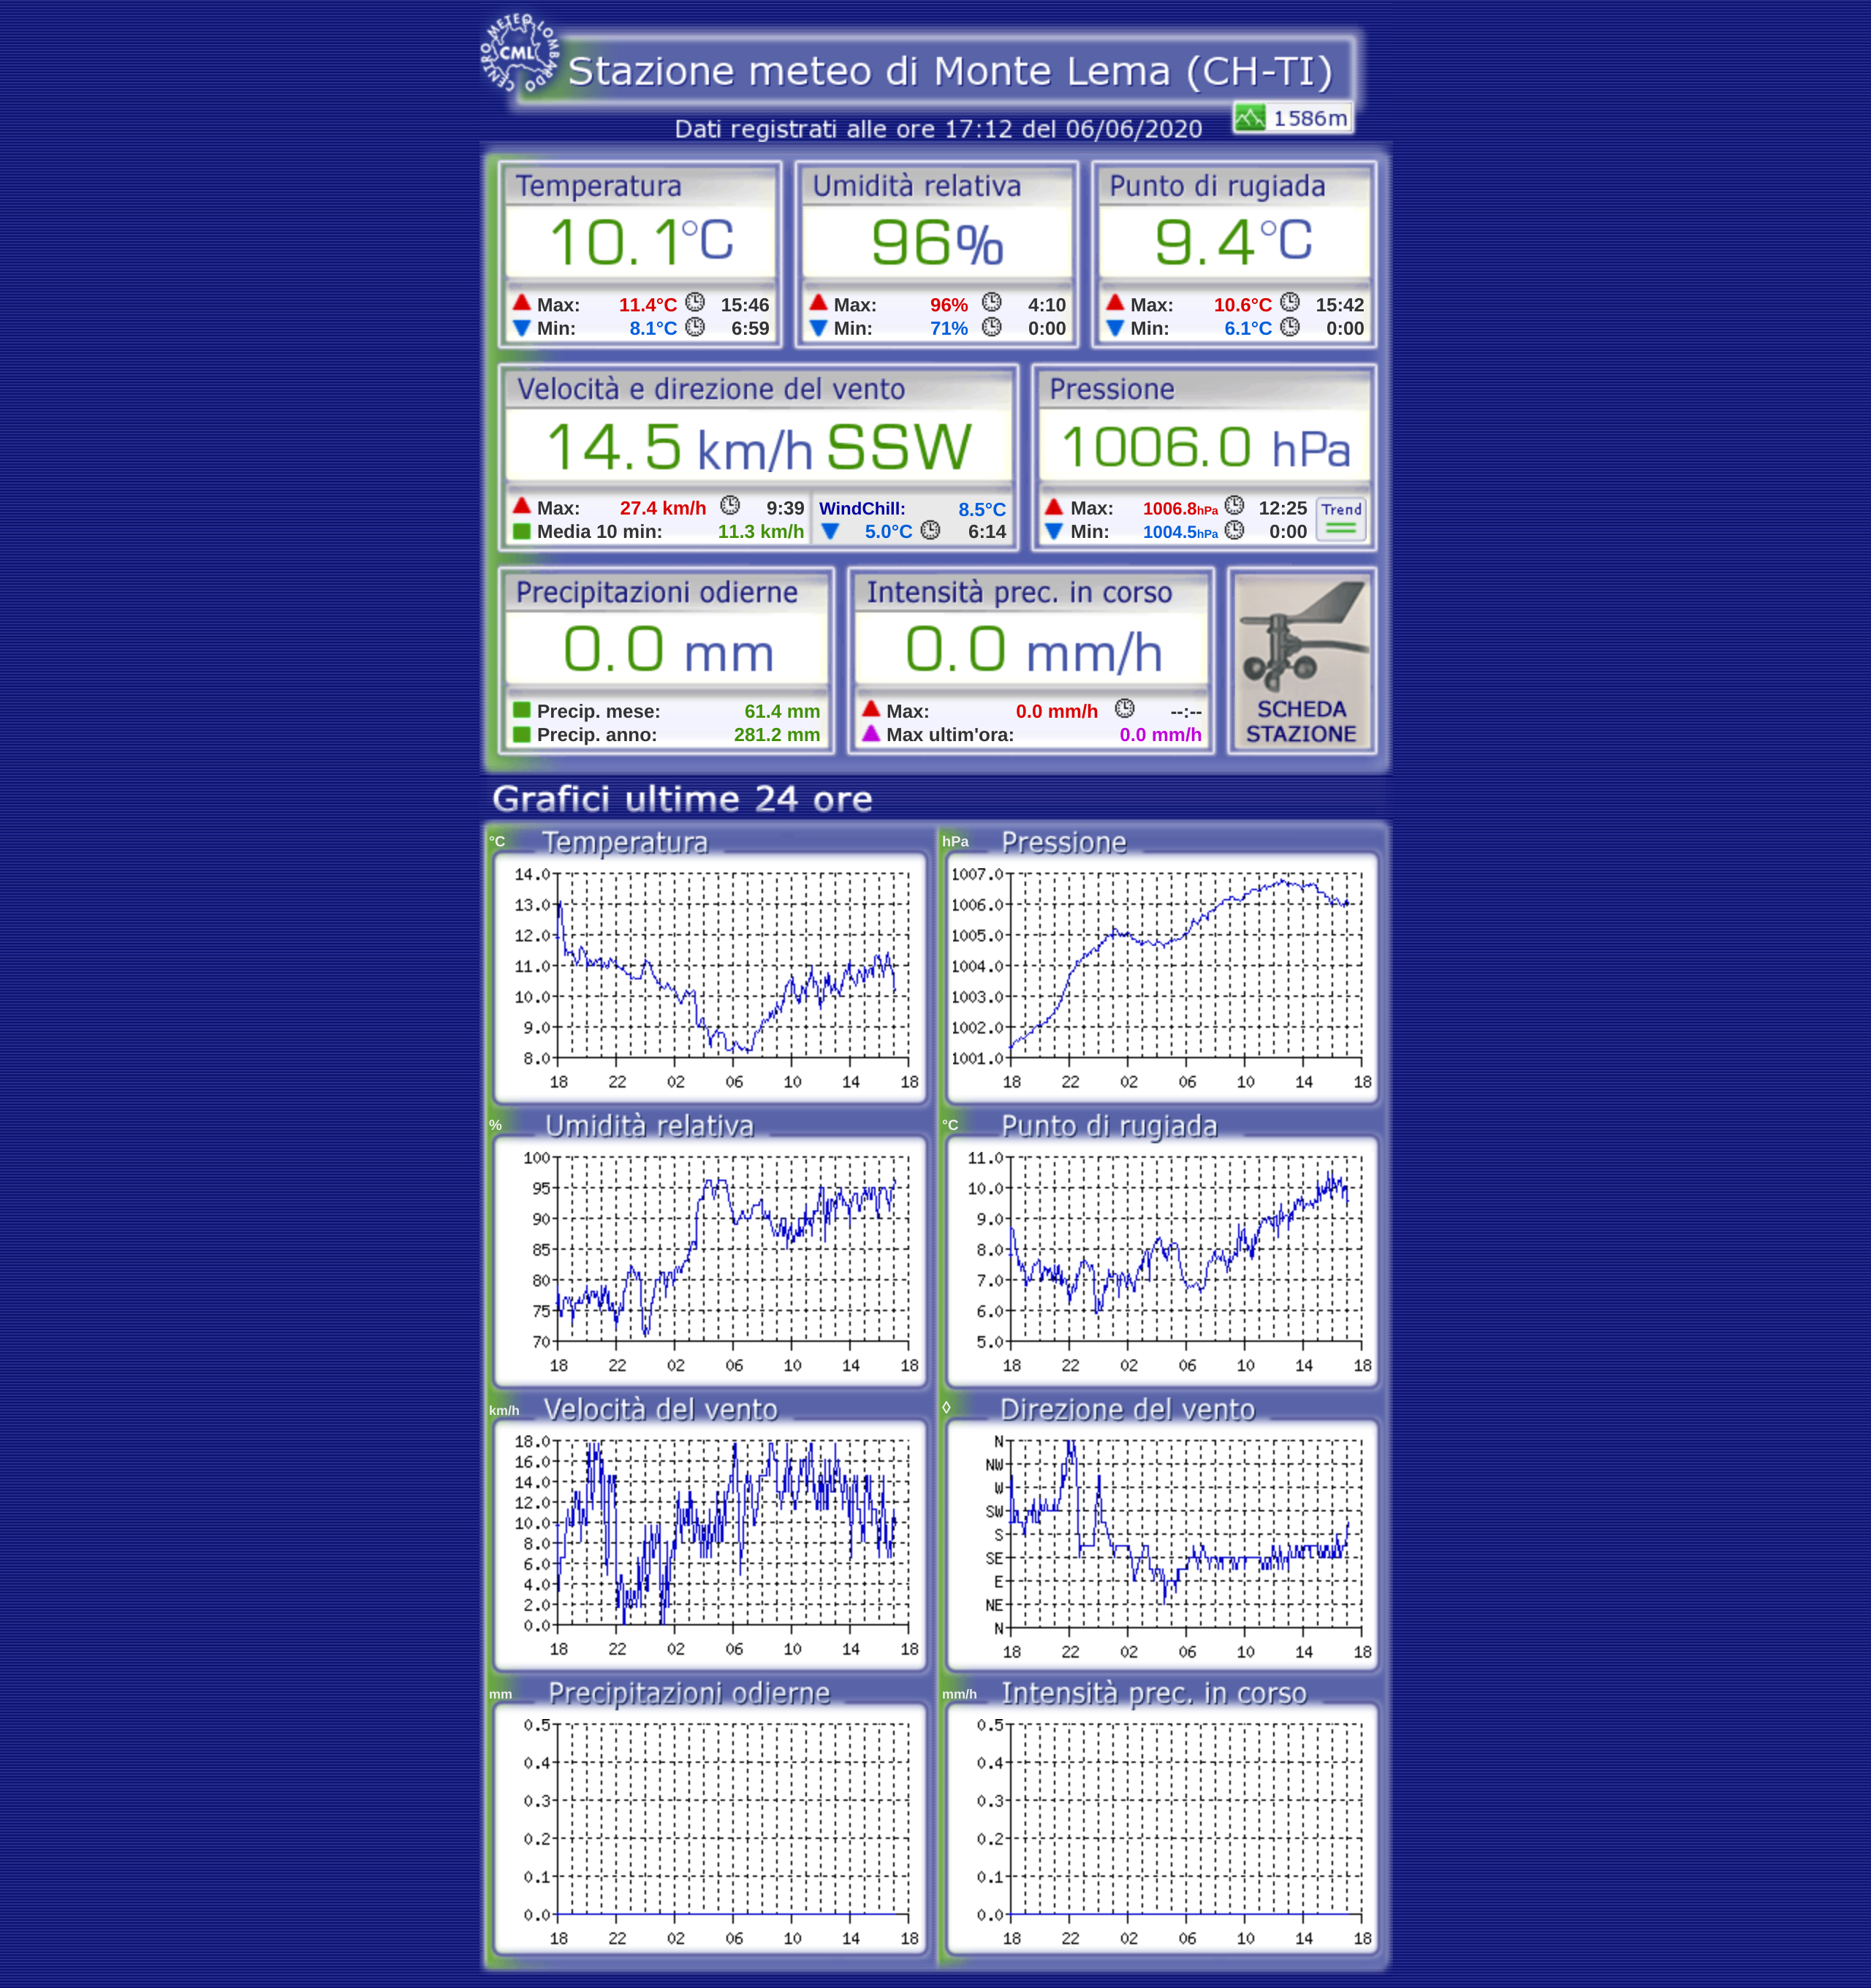 CENTRO METEO LOMBARDO
CML
Stazione meteo di Monte Lema (CH-TI)
1586m
Dati registrati alle ore 17:12 del 06/06/2020
Temperatura Umidità relativa Punto di rugiada
10.1°C 96% 9.4°C
Max: 11.4°C 15:46 Max: 96% 4:10 Max: 10.6°C 15:42
Min: 8.1°C 6:59 Min: 71% 0:00 Min: 6.1°C 0:00
Velocità e direzione del vento Pressione
14.5 km/h SSW 1006.0 hPa
Max: 27.4 km/h 9:39 WindChill: 8.5°C Max: 1006.8hPa 12:25 Trend
Media 10 min: 11.3 km/h 5.0°C 6:14 Min: 1004.5hPa 0:00
Precipitazioni odierne Intensità prec. in corso
0.0 mm 0.0 mm/h
Precip. mese: 61.4 mm Max: 0.0 mm/h --:-- SCHEDA
Precip. anno: 281.2 mm Max ultim'ora: 0.0 mm/h STAZIONE
Grafici ultime 24 ore
°C Temperatura
14.0
13.0
12.0
11.0
10.0
9.0
8.0
18 22 02 06 10 14 18
hPa Pressione
1007.0
1006.0
1005.0
1004.0
1003.0
1002.0
1001.0
18 22 02 06 10 14 18
% Umidità relativa
100
95
90
85
80
75
70
18 22 02 06 10 14 18
°C Punto di rugiada
11.0
10.0
9.0
8.0
7.0
6.0
5.0
18 22 02 06 10 14 18
km/h Velocità del vento
18.0
16.0
14.0
12.0
10.0
8.0
6.0
4.0
2.0
0.0
18 22 02 06 10 14 18
◊ Direzione del vento
N
NW
W
SW
S
SE
E
NE
N
18 22 02 06 10 14 18
mm Precipitazioni odierne
0.5
0.4
0.3
0.2
0.1
0.0
18 22 02 06 10 14 18
mm/h Intensità prec. in corso
0.5
0.4
0.3
0.2
0.1
0.0
18 22 02 06 10 14 18